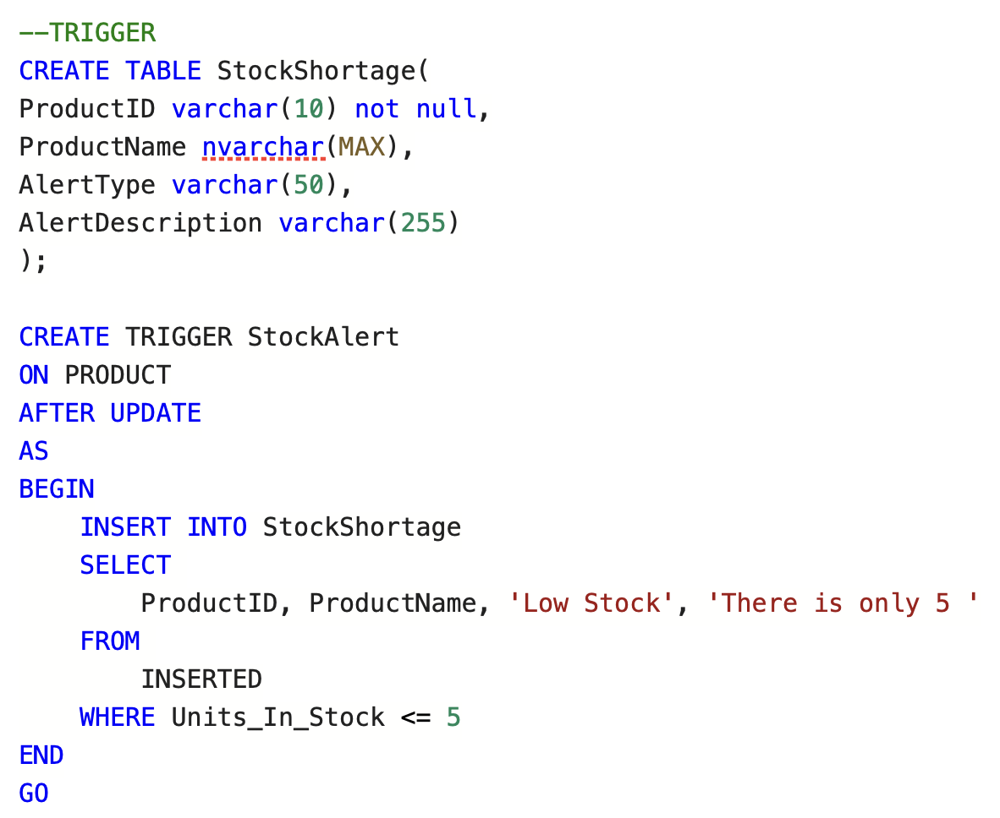 --TRIGGER
CREATE TABLE StockShortage(
ProductID varchar(10) not null,
ProductName nvarchar(MAX),
AlertType varchar(50),
AlertDescription varchar(255)
);
CREATE TRIGGER StockAlert
ON PRODUCT
AFTER UPDATE
AS
BEGIN
INSERT INTO StockShortage
SELECT
ProductID, ProductName, 'Low Stock', 'There is only 5 '
FROM
INSERTED
WHERE Units_In_Stock <= 5
END
GO